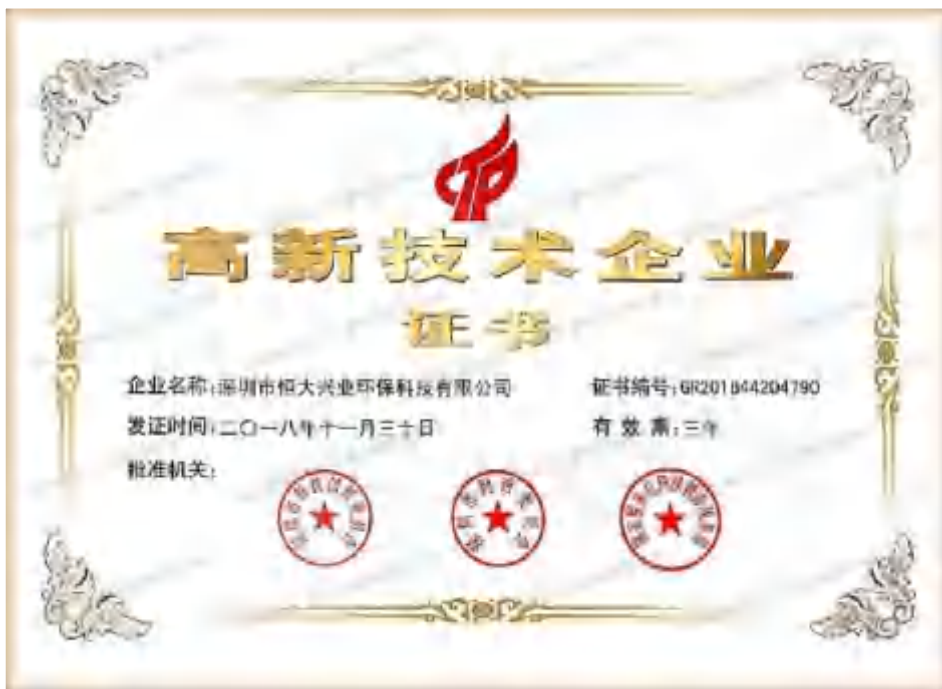 高新技术企业
证书
企业名称:深圳市恒大兴业环保科技有限公司
证书编号:GR201844204790
发证时间:二〇一八年十一月三十日
有效期:三年
批准机关: